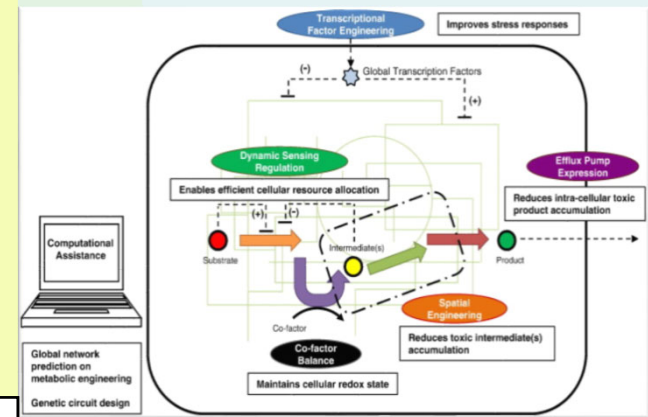 Transcriptional
Factor Engineering
Improves stress responses
(-)
Global Transcription Factors
(+)
Dynamic Sensing
Regulation
Enables efficient cellular resource allocation
Efflux Pump
Expression
Reduces intra-cellular toxic
product accumulation
(+)
(-)
Computational
Assistance
Substrate
Intermediate(s)
Product
Spatial
Engineering
Reduces toxic intermediate(s)
accumulation
Co-factor
Co-factor
Balance
Maintains cellular redox state
Global network
prediction on
metabolic engineering
Genetic circuit design